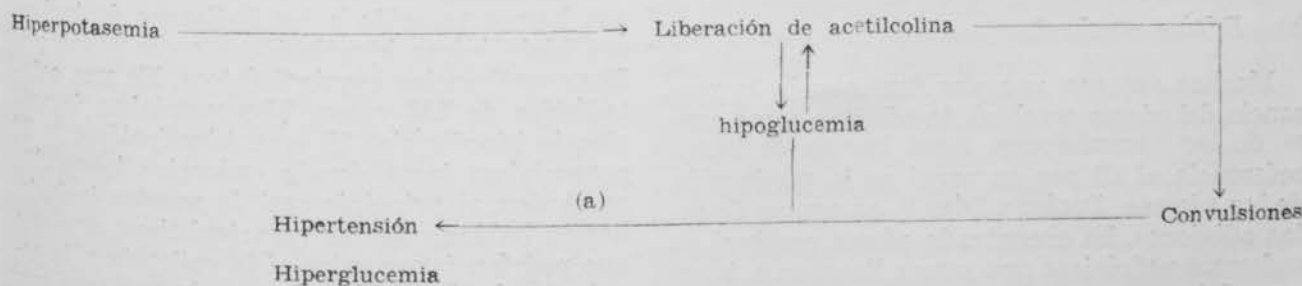 Hiperpotasemia Liberación de acetilcolina
hipoglucemia
(a)
Hipertensión Convulsiones
Hiperglucemia